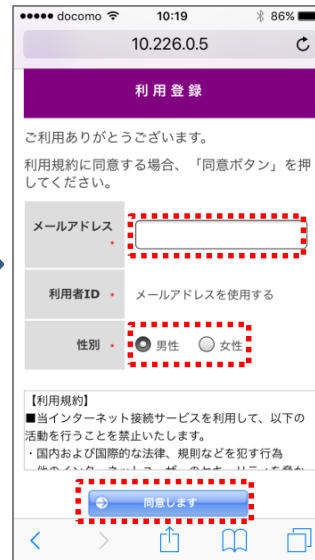 docomo 10:19 86%
10.226.0.5
利用登録
ご利用ありがとうございます。
利用規約に同意する場合、「同意ボタン」を押
してください。
メールアドレス
利用者ID メールアドレスを使用する
性別 男性 女性
【利用規約】
■当インターネット接続サービスを利用して、以下の
活動を行うことを禁止いたします。
・国内および国際的な法律、規則などを犯す行為
同意します